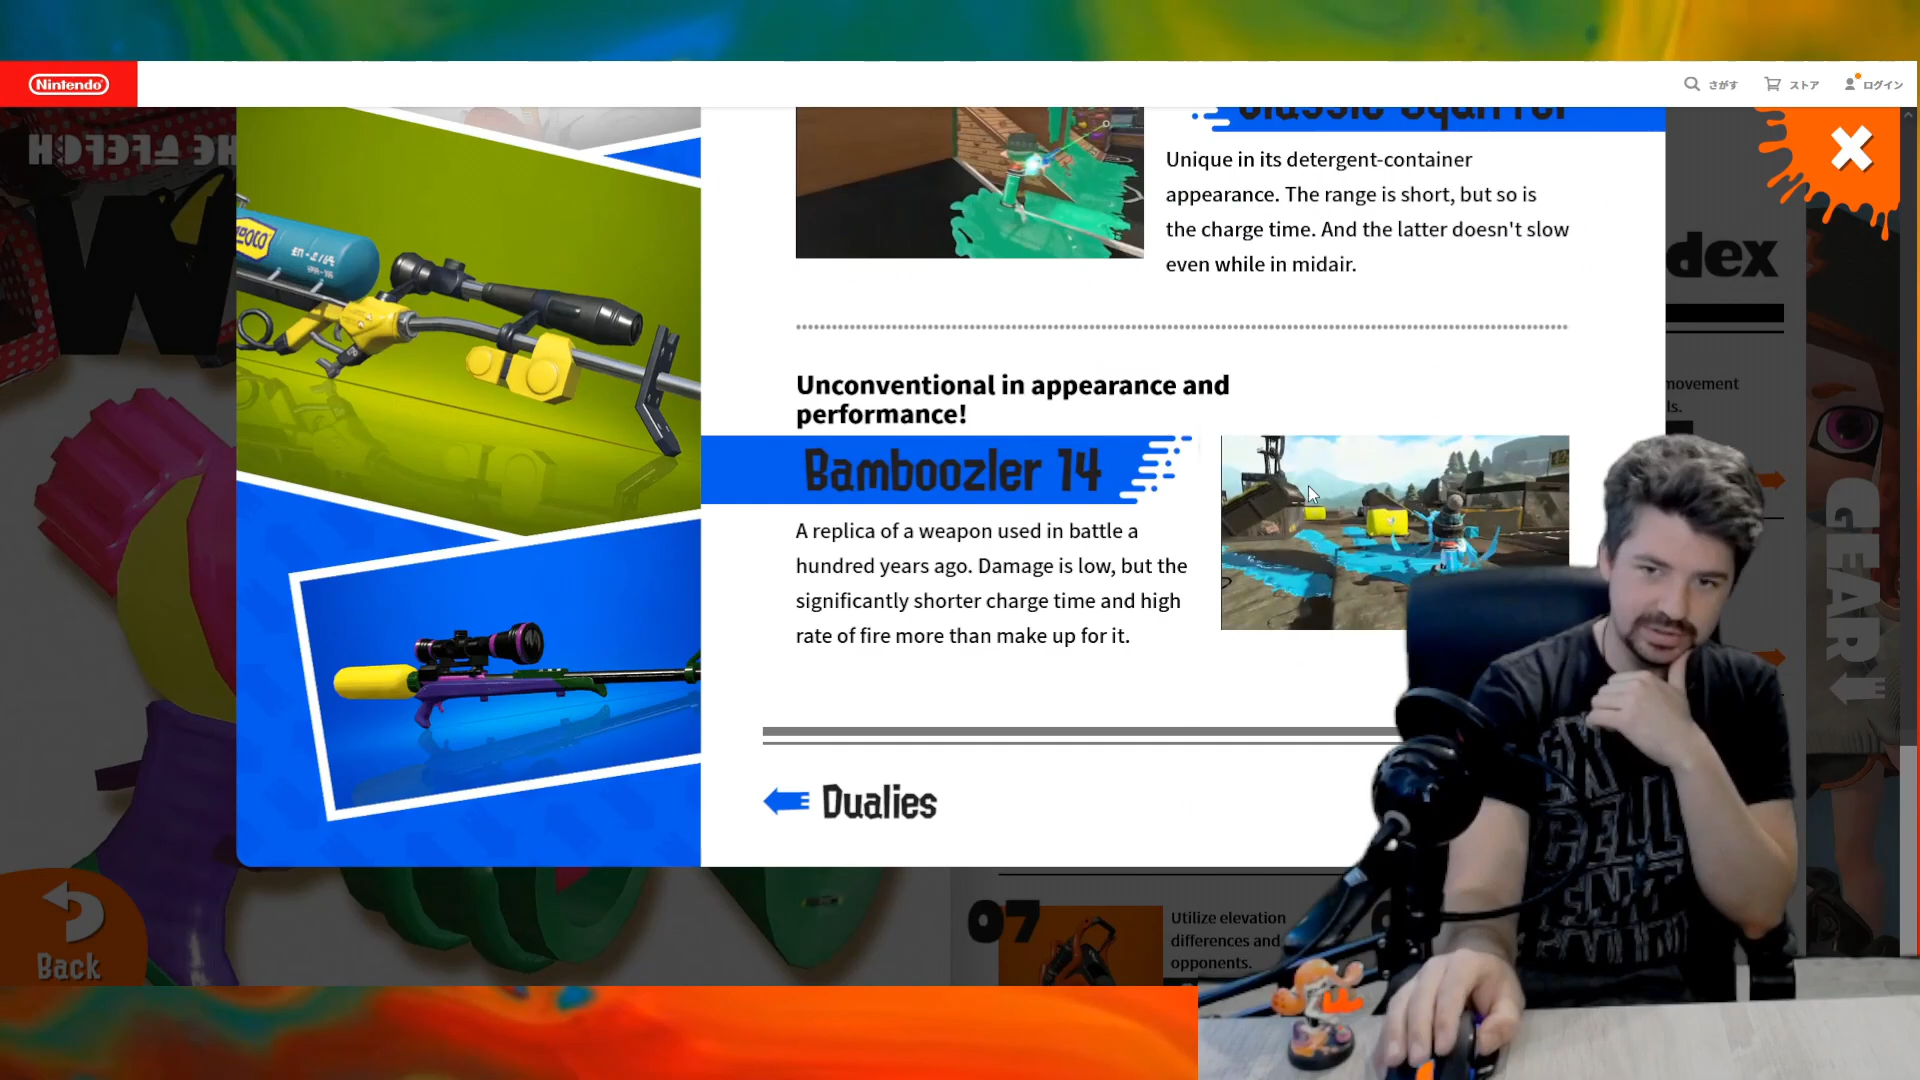 Nintendo
さがす
ストア
ログイン
Classic Squiffer
Unique in its detergent-container
appearance. The range is short, but so is
the charge time. And the latter doesn't slow
even while in midair.
dex
movement
ls.
Unconventional in appearance and
performance!
Bamboozler 14
A replica of a weapon used in battle a
hundred years ago. Damage is low, but the
significantly shorter charge time and high
rate of fire more than make up for it.
GEAR
Dualies
07
Utilize elevation
differences and
opponents.
Back